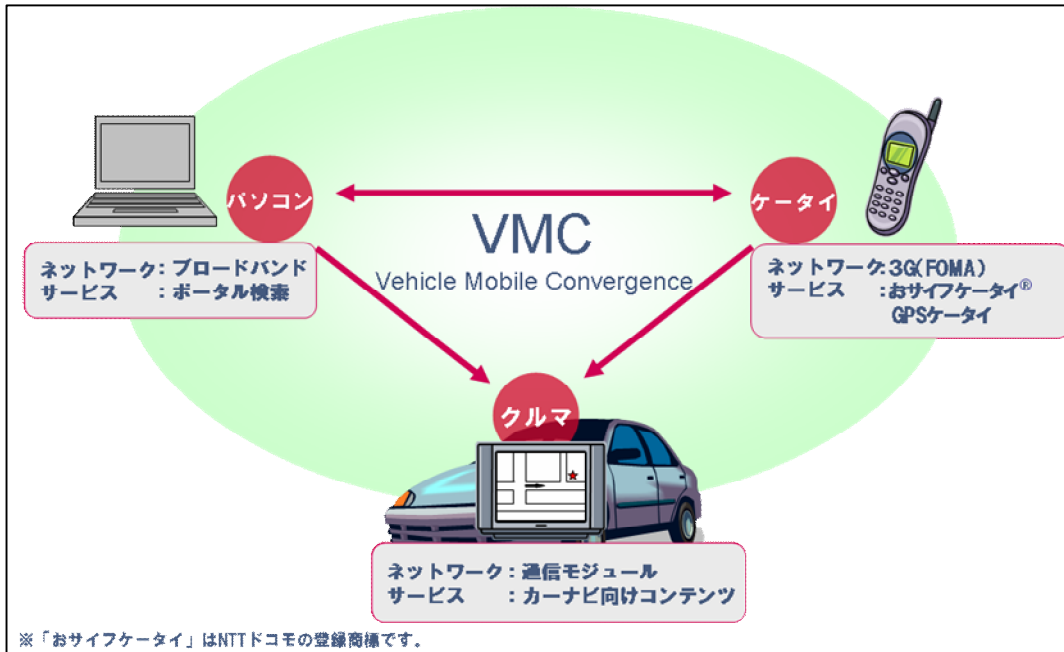 パソコン
ケータイ
VMC
Vehicle Mobile Convergence
ネットワーク：ブロードバンド
サービス　：ポータル検索
ネットワーク：3G(FOMA)
サービス　：おサイフケータイ®
GPSケータイ
クルマ
ネットワーク：通信モジュール
サービス　：カーナビ向けコンテンツ
※「おサイフケータイ」はNTTドコモの登録商標です。